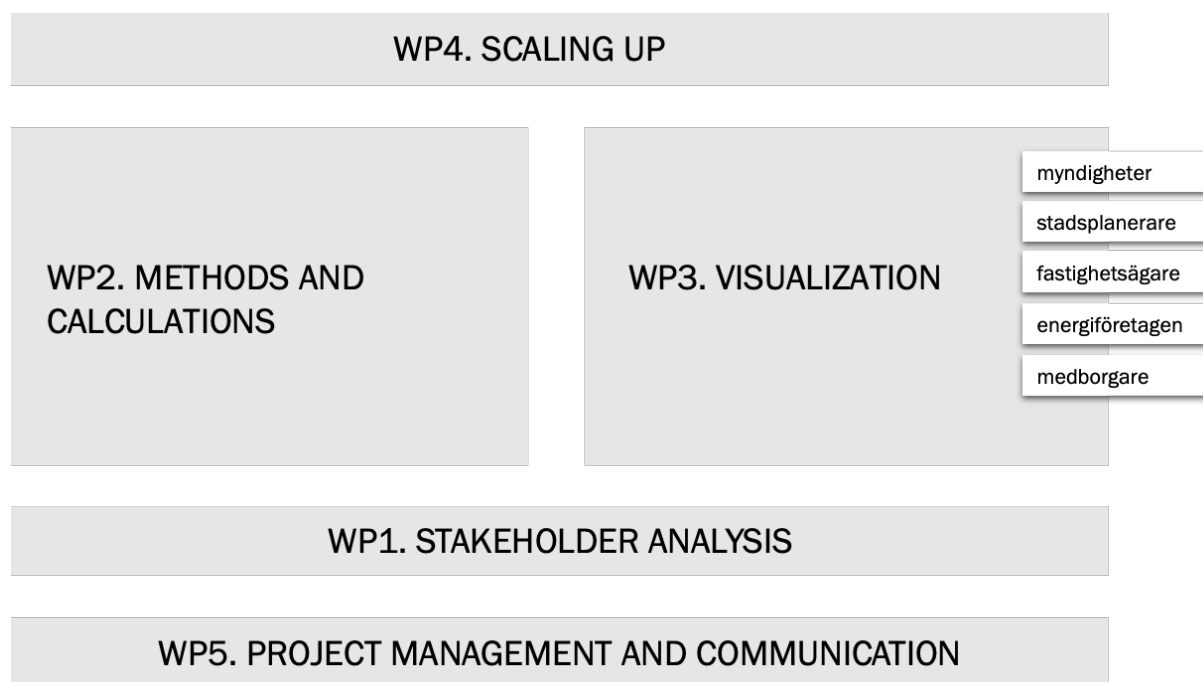 WP4. SCALING UP
WP2. METHODS AND
CALCULATIONS
WP3. VISUALIZATION
myndigheter
stadsplanerare
fastighetsägare
energiföretagen
medborgare
WP1. STAKEHOLDER ANALYSIS
WP5. PROJECT MANAGEMENT AND COMMUNICATION